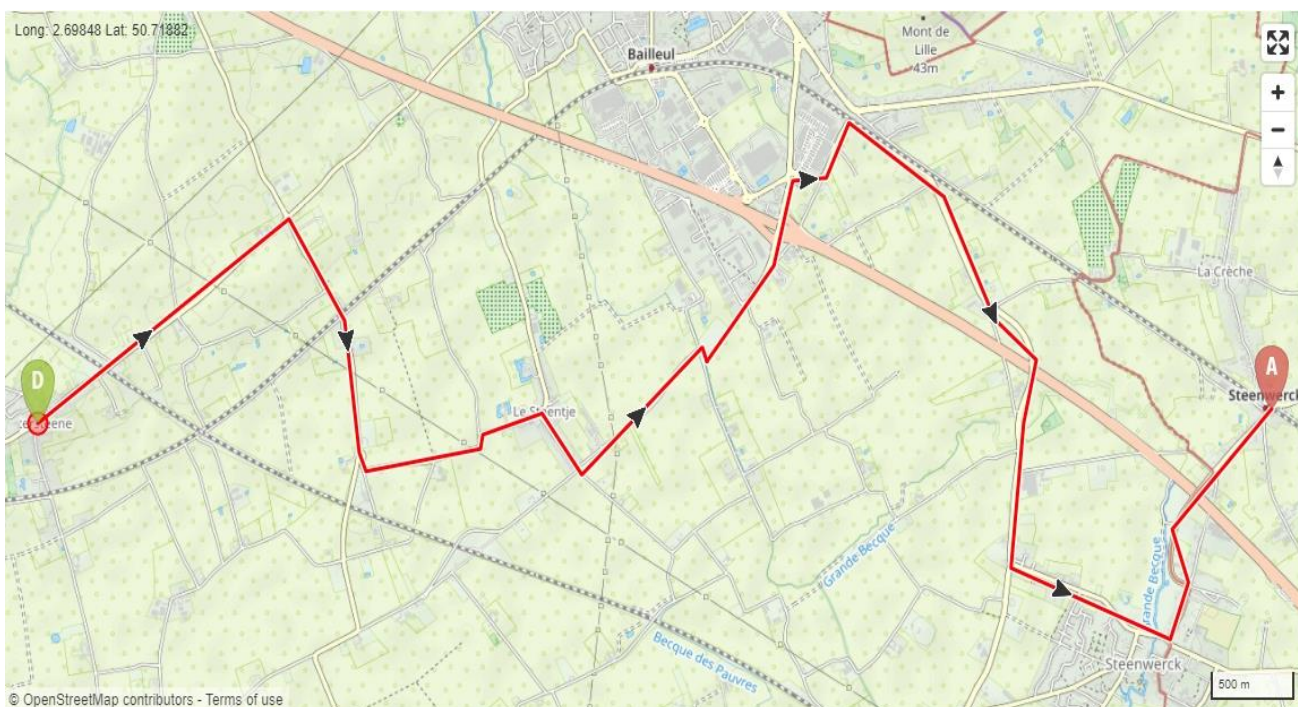 Long: 2.69848 Lat: 50.71882
Mont de
Lille
43m
Bailleul
+
−
La Crèche
D
A
Steenwerck
Le Steentje
Grande Becque
Grande Becque
Becque des Pauvres
Steenwerck
500 m
© OpenStreetMap contributors - Terms of use